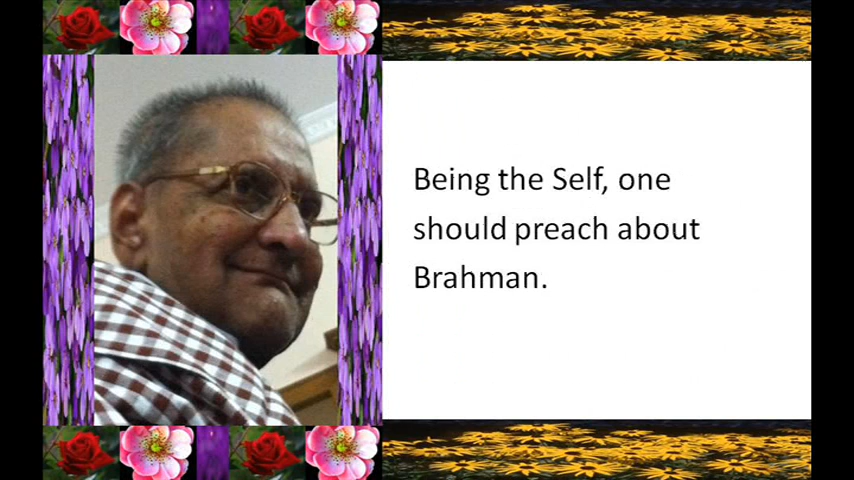 Being the Self, one
should preach about
Brahman.